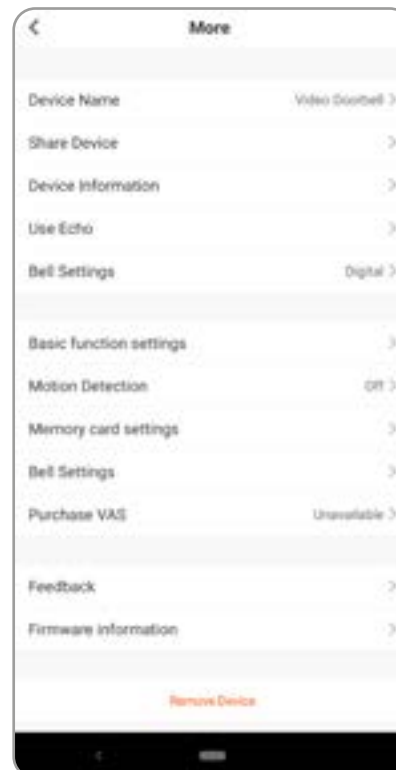 More
Device Name Video Doorbell
Share Device
Device Information
Use Echo
Bell Settings Digital
Basic function settings
Motion Detection Off
Memory card settings
Bell Settings
Purchase VAS Unavailable
Feedback
Firmware information
Remove Device